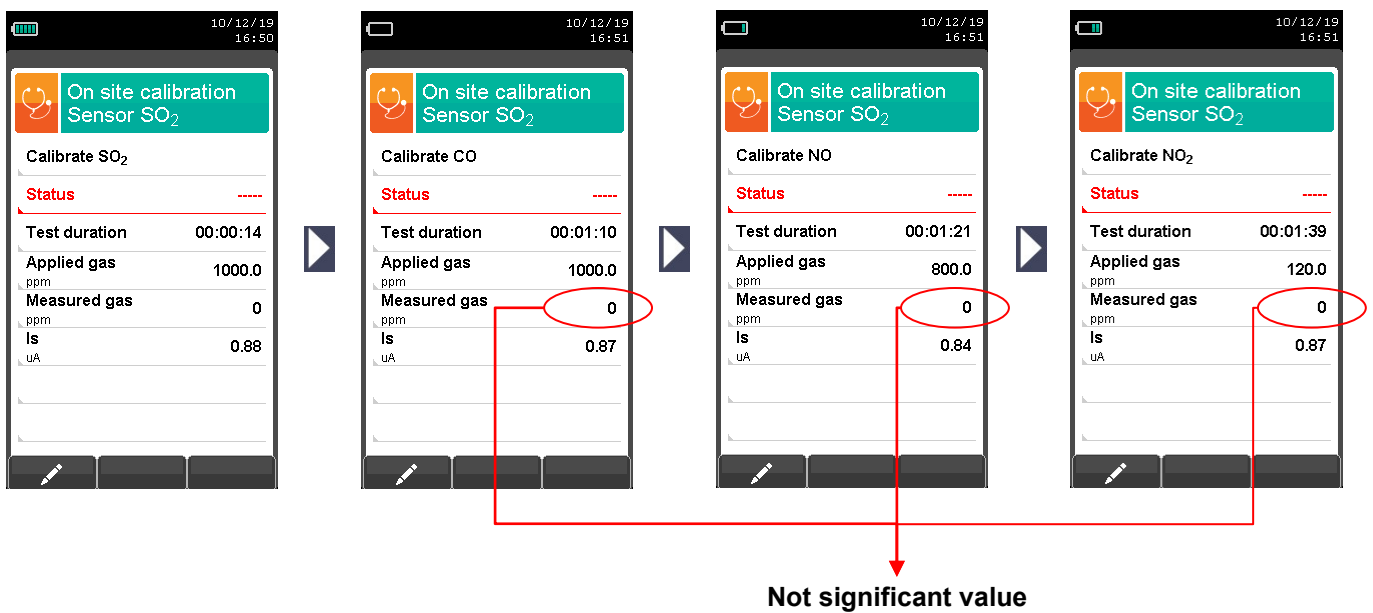 10/12/19
16:50
On site calibration
Sensor SO₂
Calibrate SO₂
Status -----
Test duration 00:00:14
Applied gas 1000.0
ppm
Measured gas 0
ppm
Is 0.88
uA
10/12/19
16:51
On site calibration
Sensor SO₂
Calibrate CO
Status -----
Test duration 00:01:10
Applied gas 1000.0
ppm
Measured gas 0
ppm
Is 0.87
uA
10/12/19
16:51
On site calibration
Sensor SO₂
Calibrate NO
Status -----
Test duration 00:01:21
Applied gas 800.0
ppm
Measured gas 0
ppm
Is 0.84
uA
10/12/19
16:51
On site calibration
Sensor SO₂
Calibrate NO₂
Status -----
Test duration 00:01:39
Applied gas 120.0
ppm
Measured gas 0
ppm
Is 0.87
uA
Not significant value